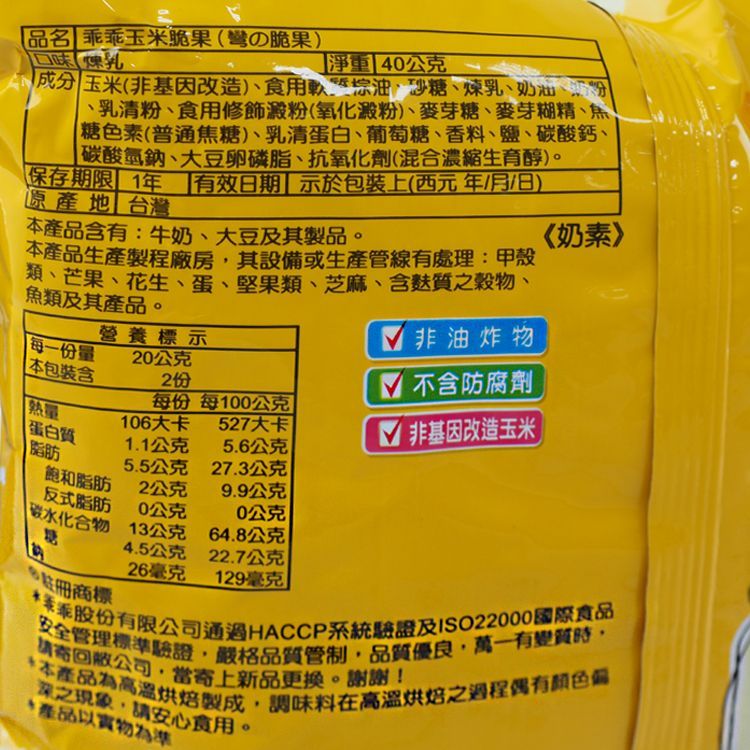 品名 乖乖玉米脆果(彎の脆果)
口味 煉乳 淨重 40公克
成分 玉米(非基因改造)、食用軟質棕油、砂糖、煉乳、奶油、奶粉
、乳清粉、食用修飾澱粉(氧化澱粉)、麥芽糖、麥芽糊精、焦
糖色素(普通焦糖)、乳清蛋白、葡萄糖、香料、鹽、碳酸鈣、
碳酸氫鈉、大豆卵磷脂、抗氧化劑(混合濃縮生育醇)。
保存期限 1年 有效日期 示於包裝上(西元 年/月/日)
原產地 台灣
本產品含有：牛奶、大豆及其製品。 《奶素》
本產品生產製程廠房，其設備或生產管線有處理：甲殼
類、芒果、花生、蛋、堅果類、芝麻、含麩質之穀物、
魚類及其產品。
營養標示
每一份量 20公克
本包裝含 2份
每份 每100公克
熱量 106大卡 527大卡
蛋白質 1.1公克 5.6公克
脂肪 5.5公克 27.3公克
飽和脂肪 2公克 9.9公克
反式脂肪 0公克 0公克
碳水化合物 13公克 64.8公克
糖 4.5公克 22.7公克
鈉 26毫克 129毫克
非油炸物
不含防腐劑
非基因改造玉米
®註冊商標
*乖乖股份有限公司通過HACCP系統驗證及ISO22000國際食品
安全管理標準驗證，嚴格品質管制，品質優良，萬一有變質時，
請寄回敝公司，當寄上新品更換。謝謝！
*本產品為高溫烘焙製成，調味料在高溫烘焙之過程偶有顏色偏
深之現象，請安心食用。
*產品以實物為準